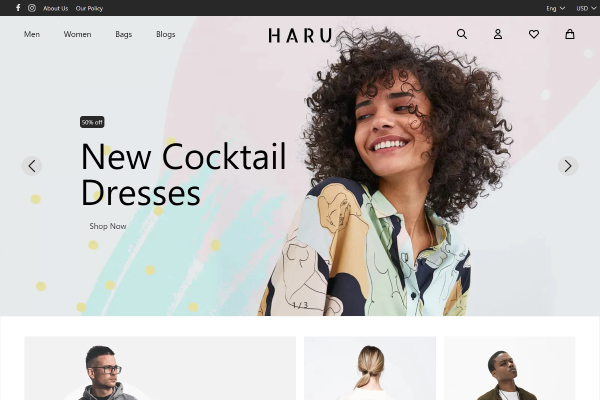 About Us Our Policy Eng USD
Men Women Bags Blogs HARU
50% off
New Cocktail
Dresses
Shop Now
1 / 3